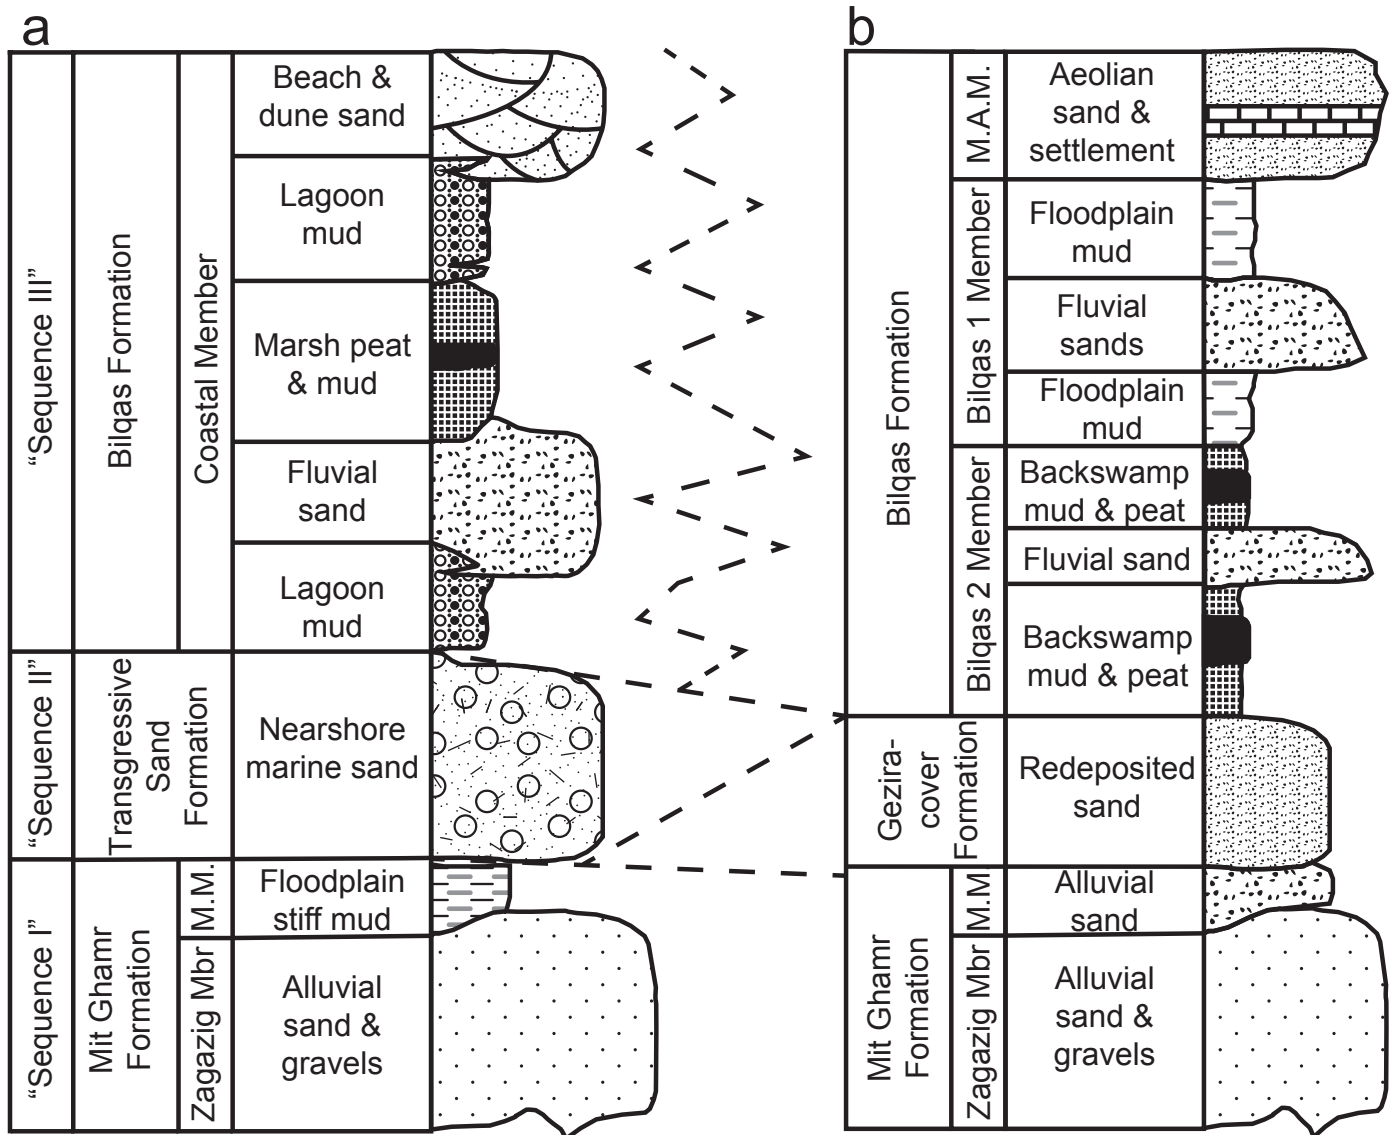 a
"Sequence III"
Bilqas Formation
Coastal Member
Beach &
dune sand
Lagoon
mud
Marsh peat
& mud
Fluvial
sand
Lagoon
mud
"Sequence II"
Transgressive
Sand
Formation
Nearshore
marine sand
"Sequence I"
Mit Ghamr
Formation
M.M.
Floodplain
stiff mud
Zagazig Mbr
Alluvial
sand &
gravels
b
Bilqas Formation
M.A.M.
Aeolian
sand &
settlement
Bilqas 1 Member
Floodplain
mud
Fluvial
sands
Floodplain
mud
Bilqas 2 Member
Backswamp
mud & peat
Fluvial sand
Backswamp
mud & peat
Gezira-
cover
Formation
Redeposited
sand
Mit Ghamr
Formation
M.M.
Alluvial
sand
Zagazig Mbr
Alluvial
sand &
gravels